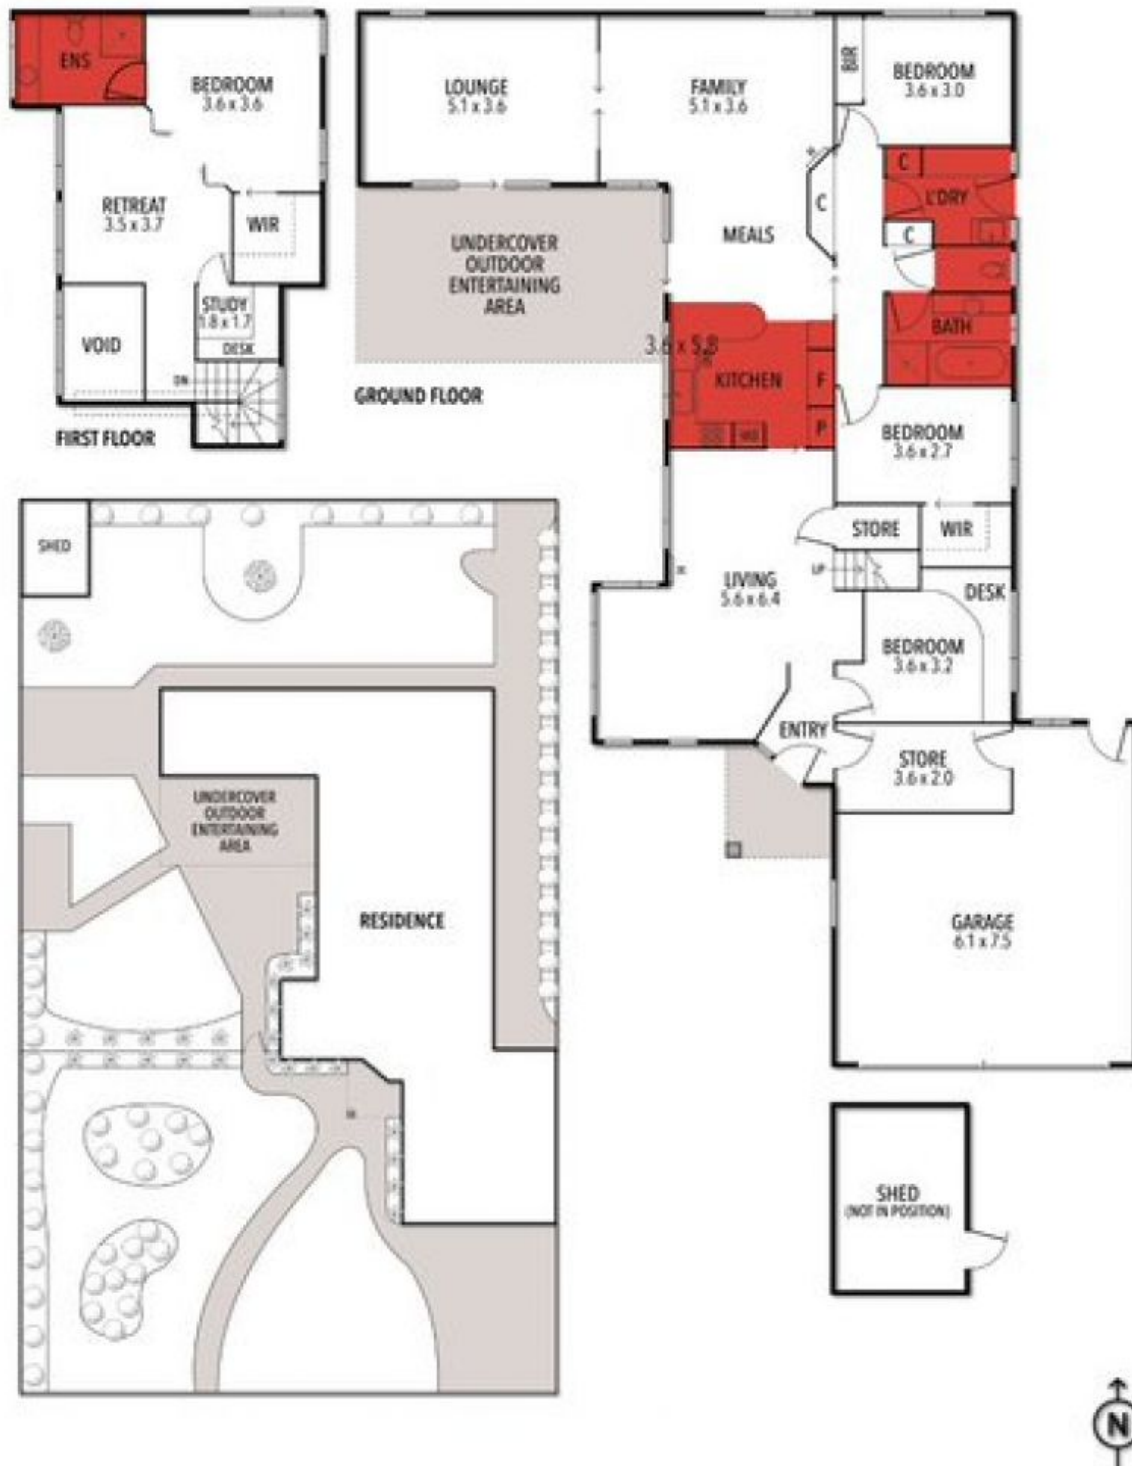 ENS
BEDROOM
3.6 x 3.6
RETREAT
3.5 x 3.7
WIR
STUDY
1.8 x 1.7
DESK
VOID
DN
FIRST FLOOR
LOUNGE
5.1 x 3.6
FAMILY
5.1 x 3.6
BIR
BEDROOM
3.6 x 3.0
C
L'DRY
C
C
MEALS
UNDERCOVER
OUTDOOR
ENTERTAINING
AREA
BATH
3.6 x 5.8
KITCHEN
F
P
GROUND FLOOR
BEDROOM
3.6 x 2.7
STORE
WIR
UP
LIVING
5.6 x 6.4
DESK
BEDROOM
3.6 x 3.2
ENTRY
STORE
3.6 x 2.0
GARAGE
6.1 x 7.5
SHED
(NOT IN POSITION)
SHED
UNDERCOVER
OUTDOOR
ENTERTAINING
AREA
RESIDENCE
N